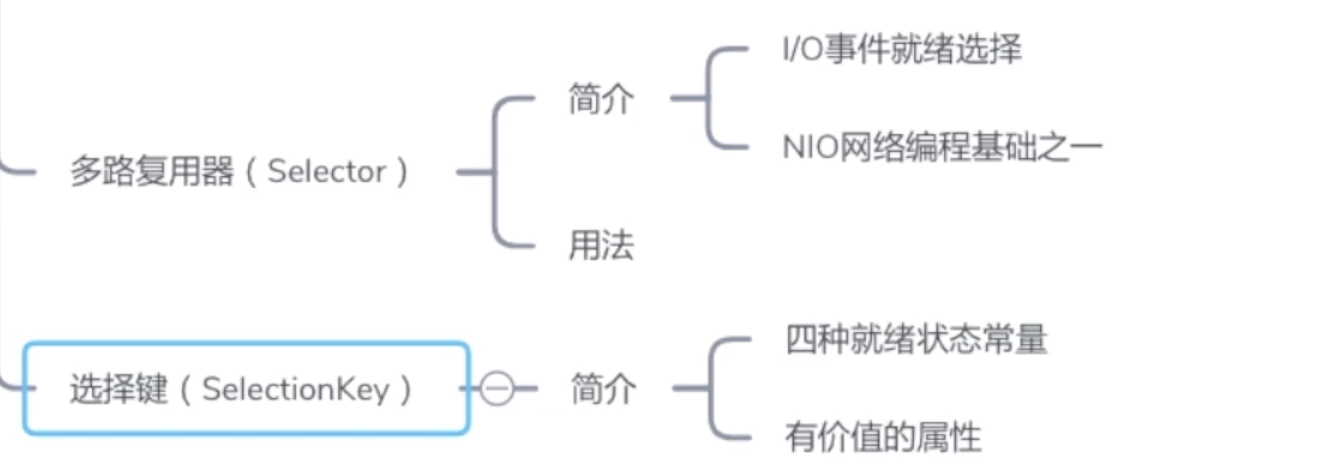 多路复用器（Selector）
简介
I/O事件就绪选择
NIO网络编程基础之一
用法
选择键（SelectionKey）
简介
四种就绪状态常量
有价值的属性